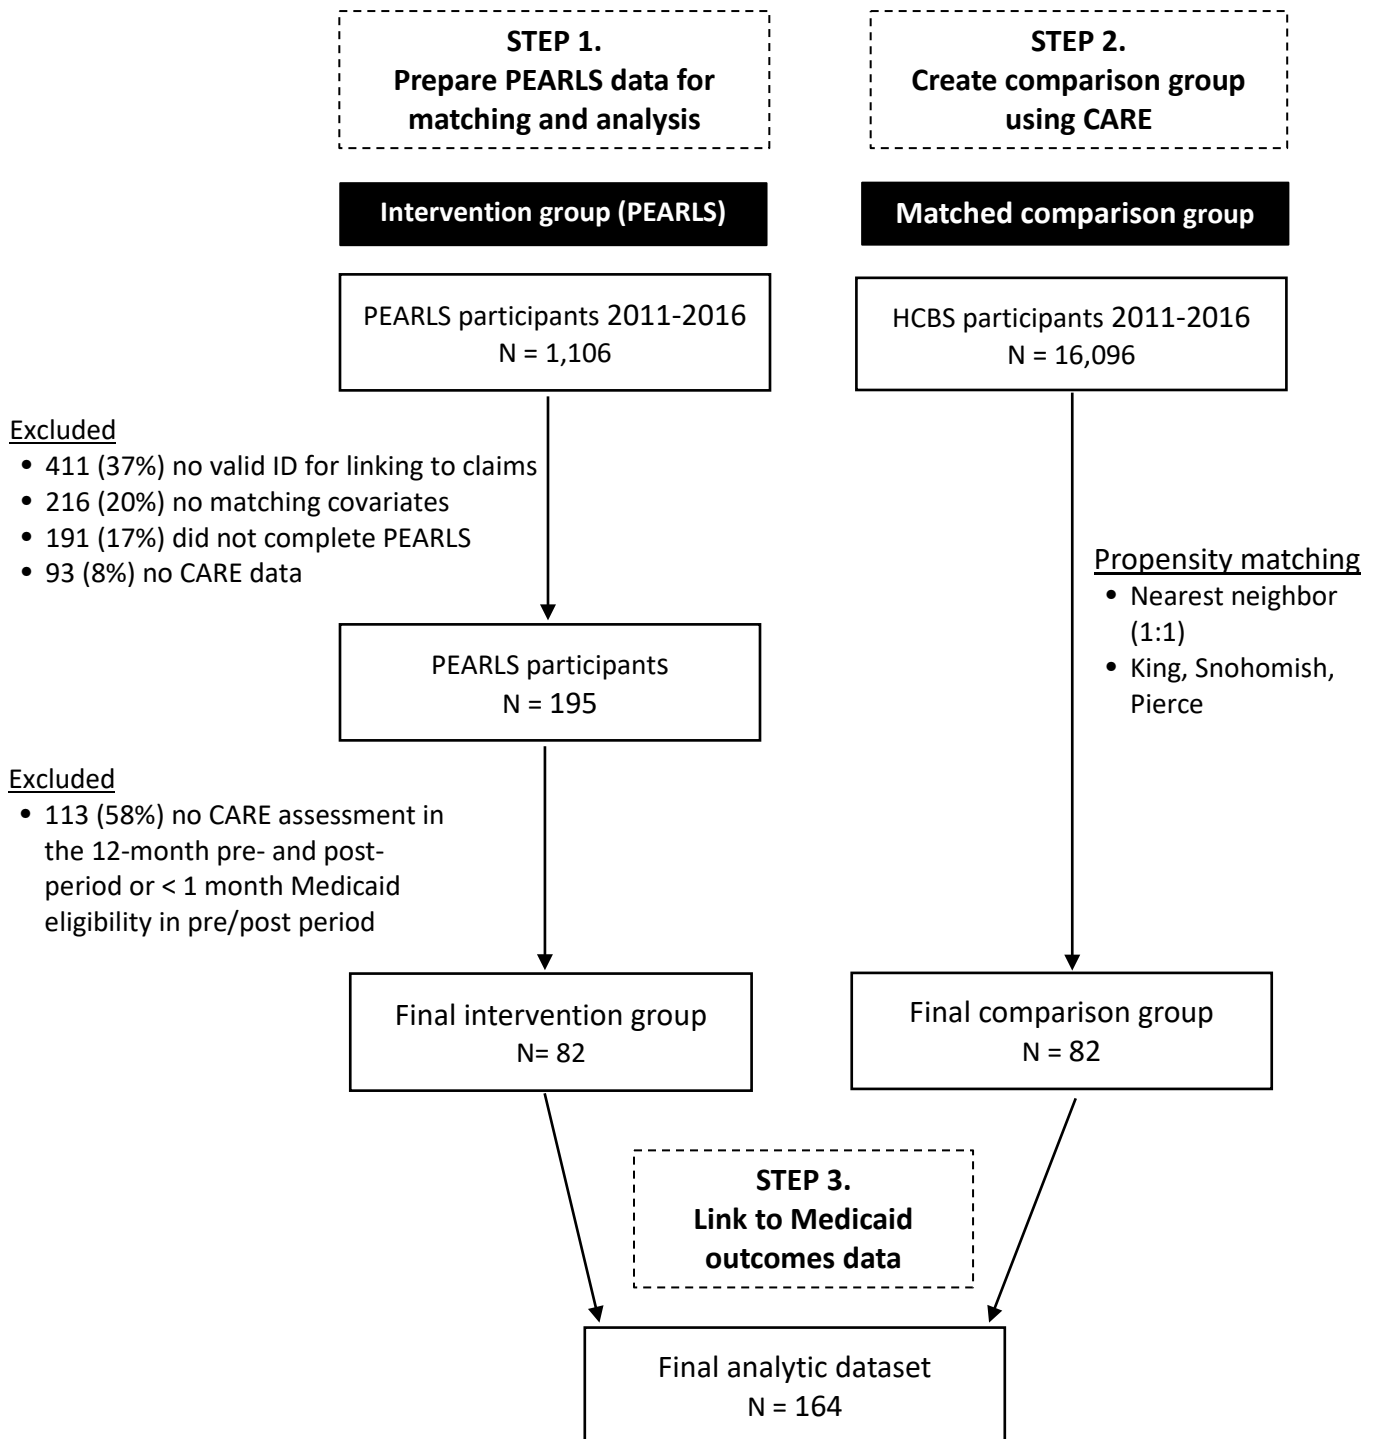 STEP 1.
Prepare PEARLS data for
matching and analysis
STEP 2.
Create comparison group
using CARE
Intervention group (PEARLS)
Matched comparison group
PEARLS participants 2011-2016
N = 1,106
HCBS participants 2011-2016
N = 16,096
Excluded
• 411 (37%) no valid ID for linking to claims
• 216 (20%) no matching covariates
• 191 (17%) did not complete PEARLS
• 93 (8%) no CARE data
Propensity matching
• Nearest neighbor
(1:1)
• King, Snohomish,
Pierce
PEARLS participants
N = 195
Excluded
• 113 (58%) no CARE assessment in
the 12-month pre- and post-
period or < 1 month Medicaid
eligibility in pre/post period
Final intervention group
N= 82
Final comparison group
N = 82
STEP 3.
Link to Medicaid
outcomes data
Final analytic dataset
N = 164